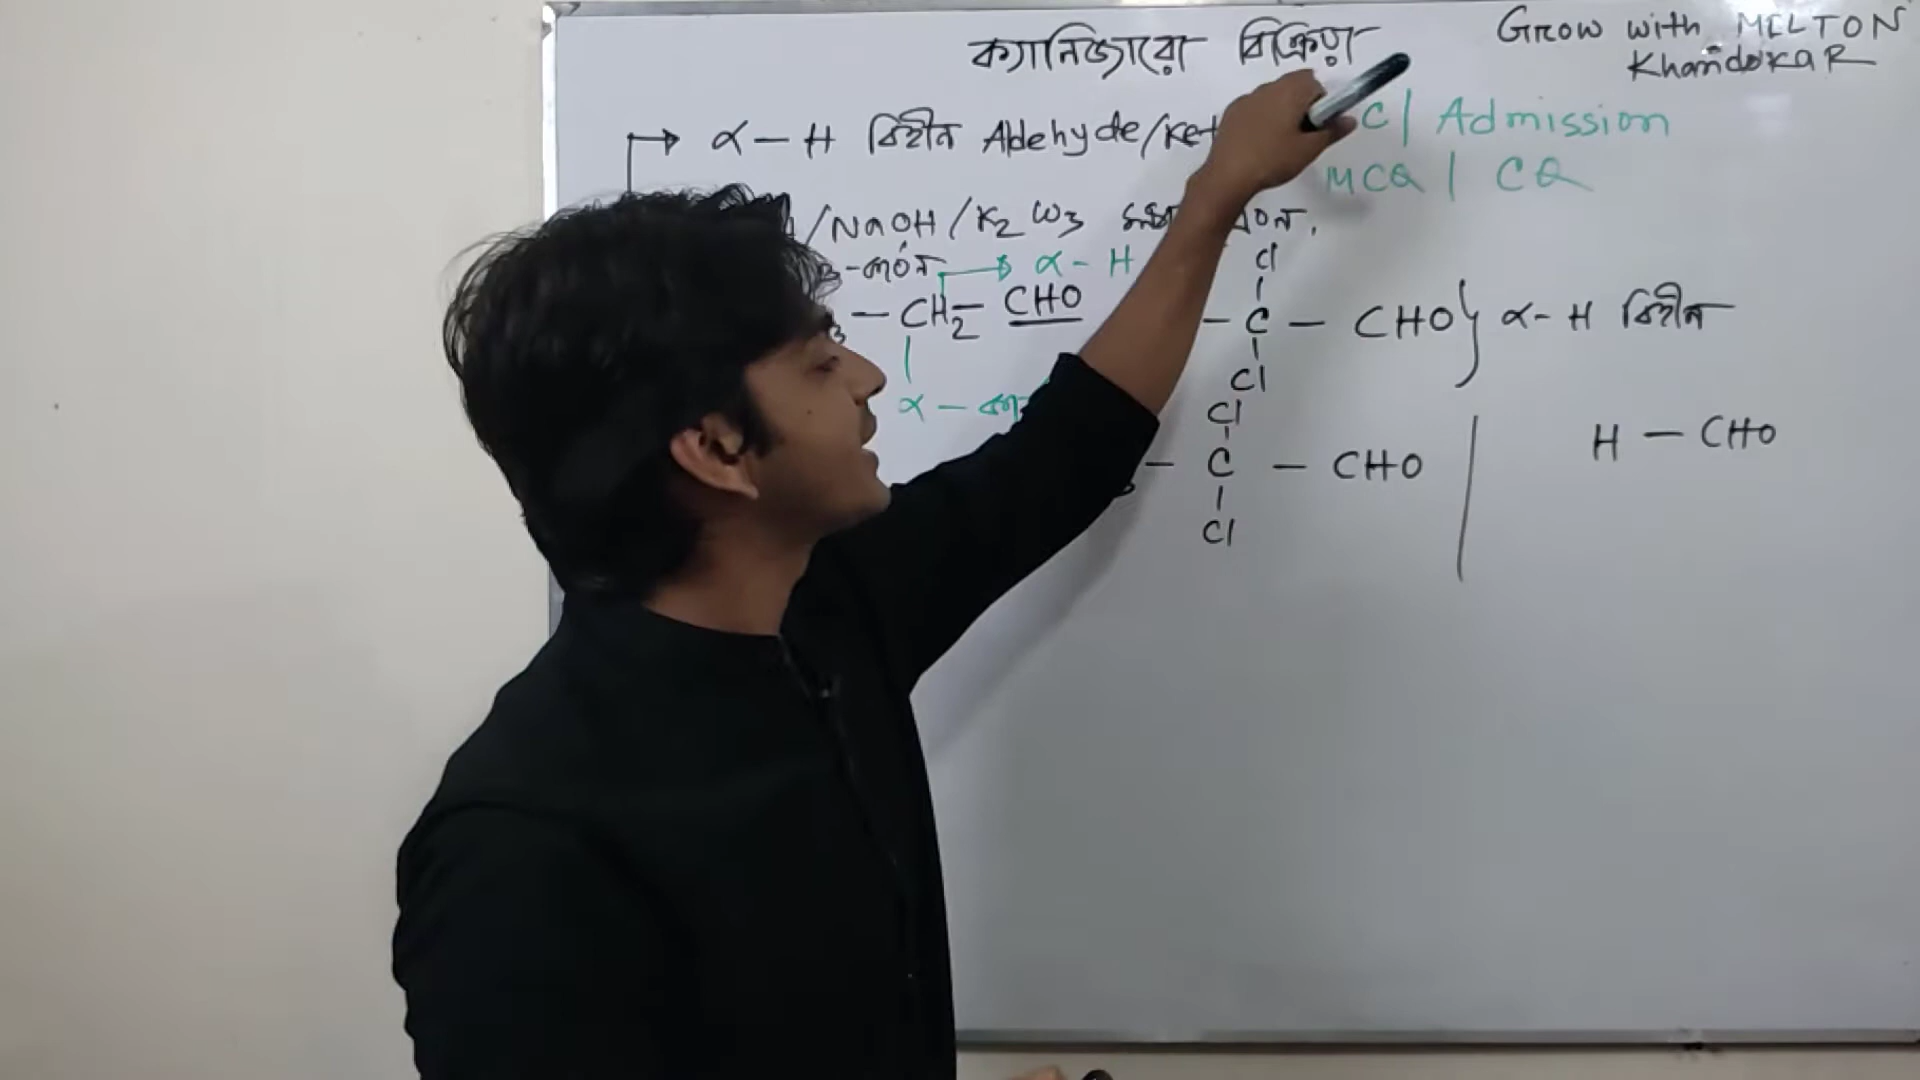 ক্যানিজারো বিক্রিয়া
Grow with MELTON
Khandokar
α – H বিহীন Aldehyde/Ket
C | Admission
MCQ | CQ
/NaOH/K2CO3
α – H
CH2 – CHO
α –
Cl
– C – CHO } α – H বিহীন
Cl
Cl
– C – CHO
Cl
H – CHO